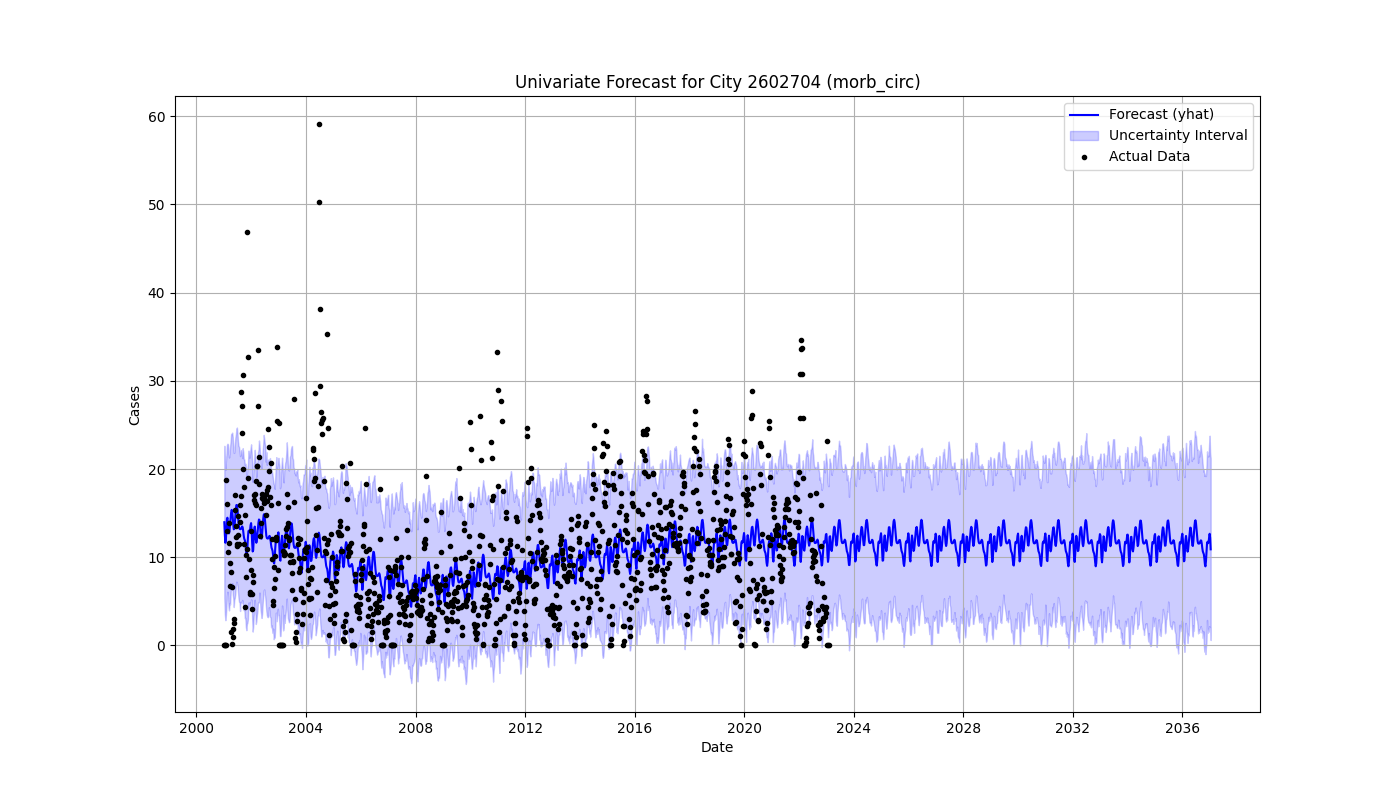 Univariate Forecast for City 2602704 (morb_circ)
Forecast (yhat)
Uncertainty Interval
Actual Data
Cases
60
50
40
30
20
10
0
2000 2004 2008 2012 2016 2020 2024 2028 2032 2036
Date